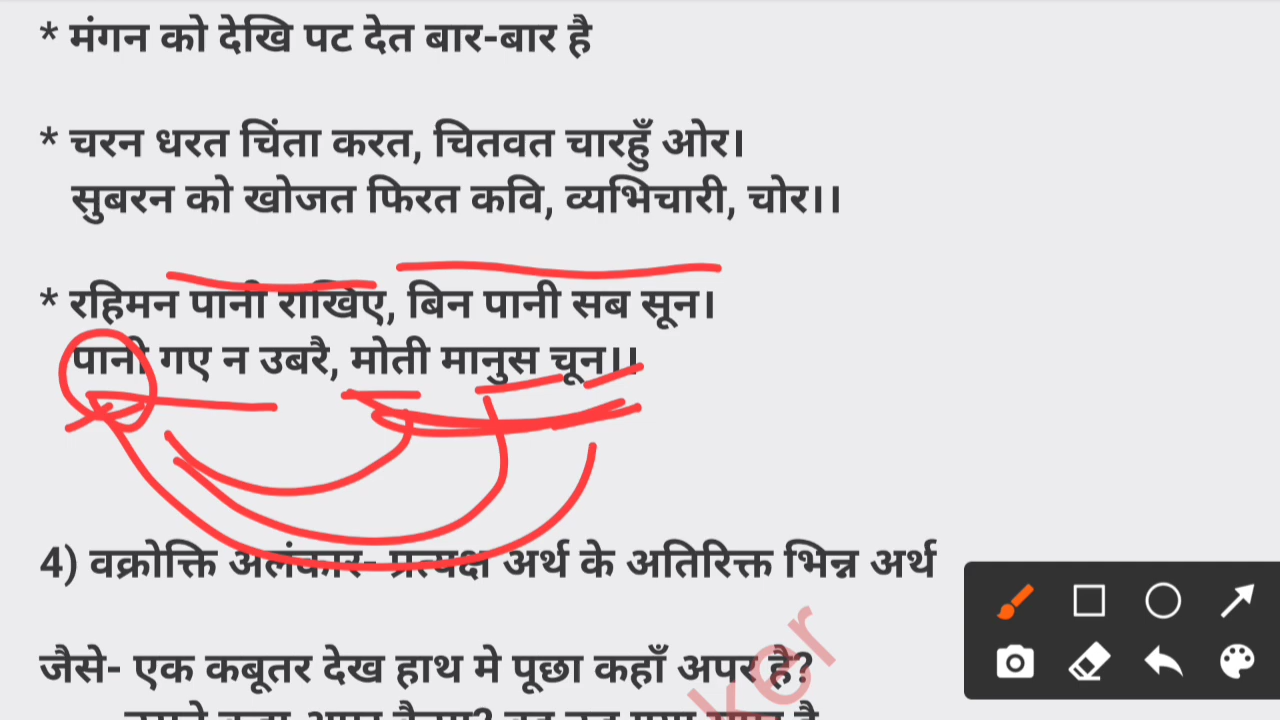 * मंगन को देखि पट देत बार-बार है
* चरन धरत चिंता करत, चितवत चारहुँ ओर।
सुबरन को खोजत फिरत कवि, व्यभिचारी, चोर।।
* रहिमन पानी राखिए, बिन पानी सब सून।
पानी गए न उबरै, मोती मानुस चून।।
4) वक्रोक्ति अलंकार- प्रत्यक्ष अर्थ के अतिरिक्त भिन्न अर्थ
जैसे- एक कबूतर देख हाथ मे पूछा कहाँ अपर है?
ker